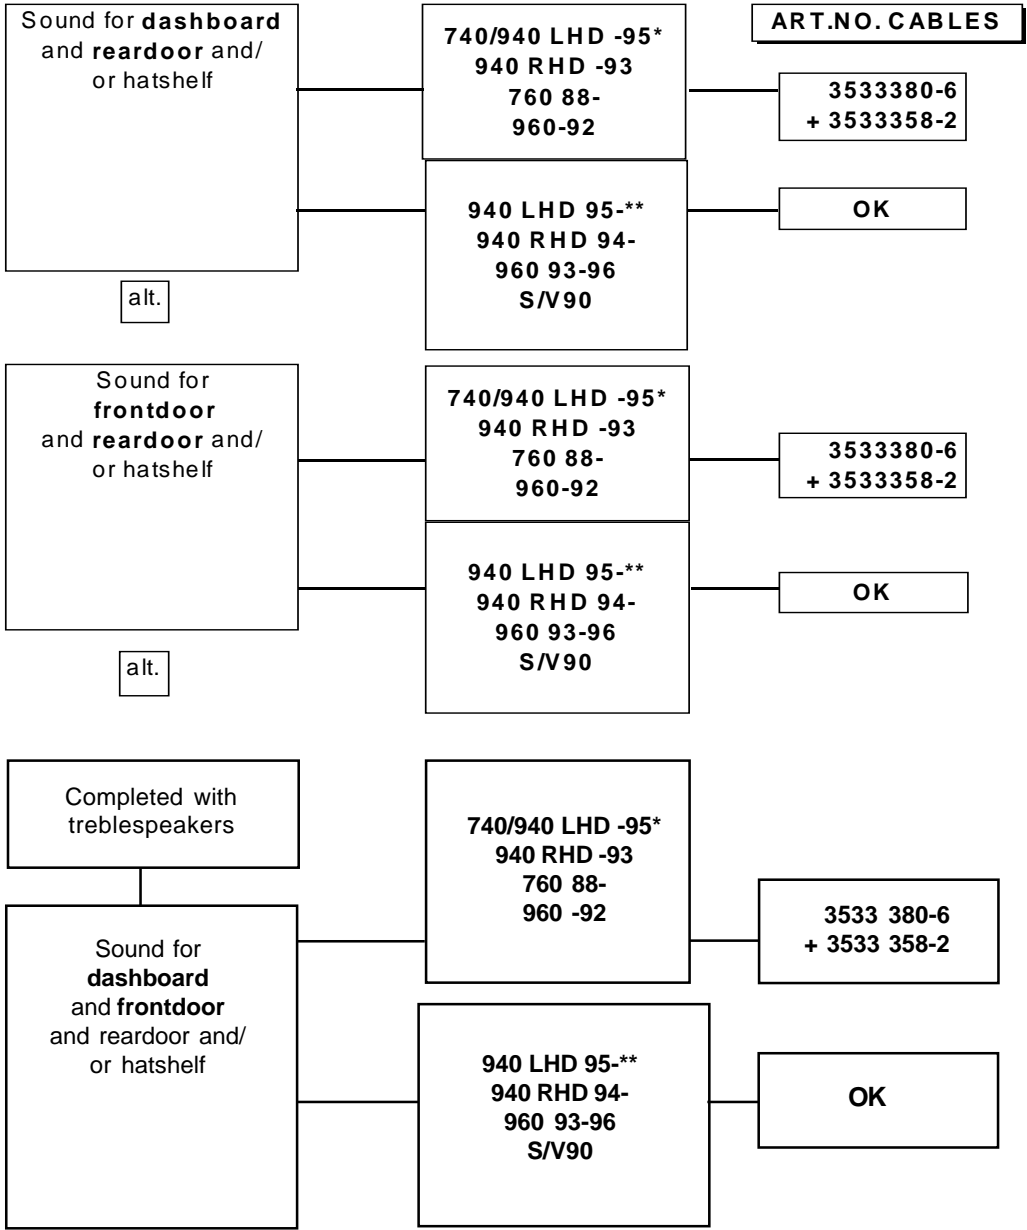 Sound for dashboard
and reardoor and/
or hatshelf
740/940 LHD -95*
940 RHD -93
760 88-
960-92
ART.NO. CABLES
3533380-6
+ 3533358-2
940 LHD 95-**
940 RHD 94-
960 93-96
S/V90
OK
alt.
Sound for
frontdoor
and reardoor and/
or hatshelf
740/940 LHD -95*
940 RHD -93
760 88-
960-92
3533380-6
+ 3533358-2
940 LHD 95-**
940 RHD 94-
960 93-96
S/V90
OK
alt.
Completed with
treblespeakers
Sound for
dashboard
and frontdoor
and reardoor and/
or hatshelf
740/940 LHD -95*
940 RHD -93
760 88-
960 -92
3533 380-6
+ 3533 358-2
940 LHD 95-**
940 RHD 94-
960 93-96
S/V90
OK